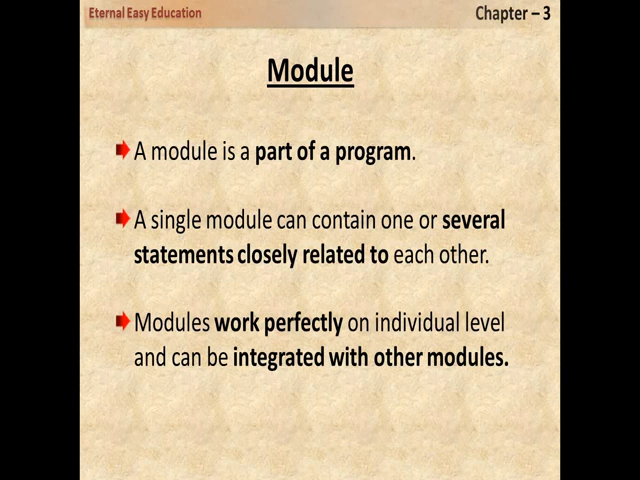 Eternal Easy Education
Chapter – 3
Module
A module is a part of a program.
A single module can contain one or several
statements closely related to each other.
Modules work perfectly on individual level
and can be integrated with other modules.